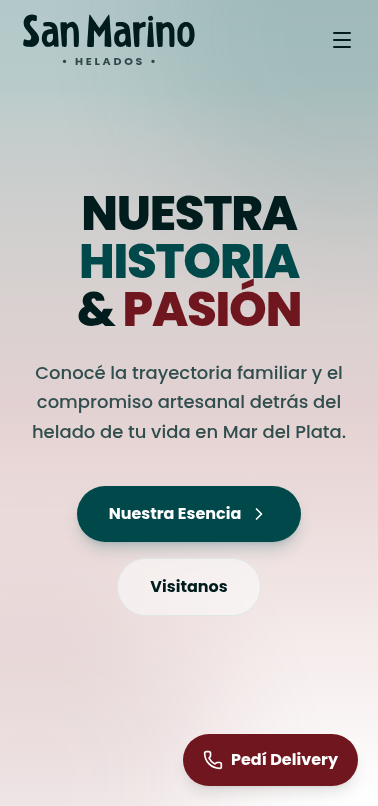 San Marino
• HELADOS •
NUESTRA
HISTORIA
& PASIÓN
Conocé la trayectoria familiar y el
compromiso artesanal detrás del
helado de tu vida en Mar del Plata.
Nuestra Esencia
Visitanos
Pedí Delivery